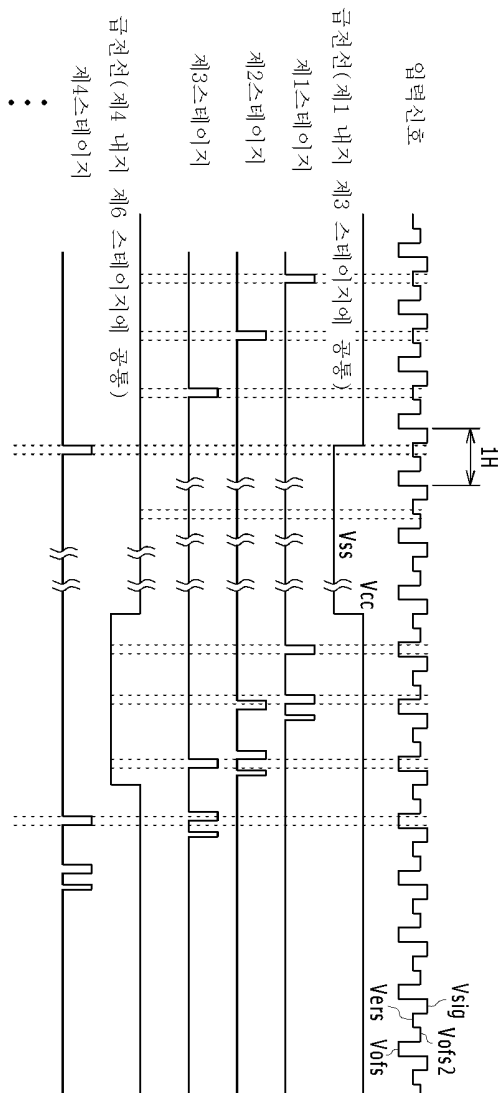 입력신호
1H
Vsig
Vofs2
Vers
Vofs
급전선(제1 내지 제3 스테이지에 공통)
Vcc
Vss
제1스테이지
제2스테이지
제3스테이지
급전선(제4 내지 제6 스테이지에 공통)
제4스테이지